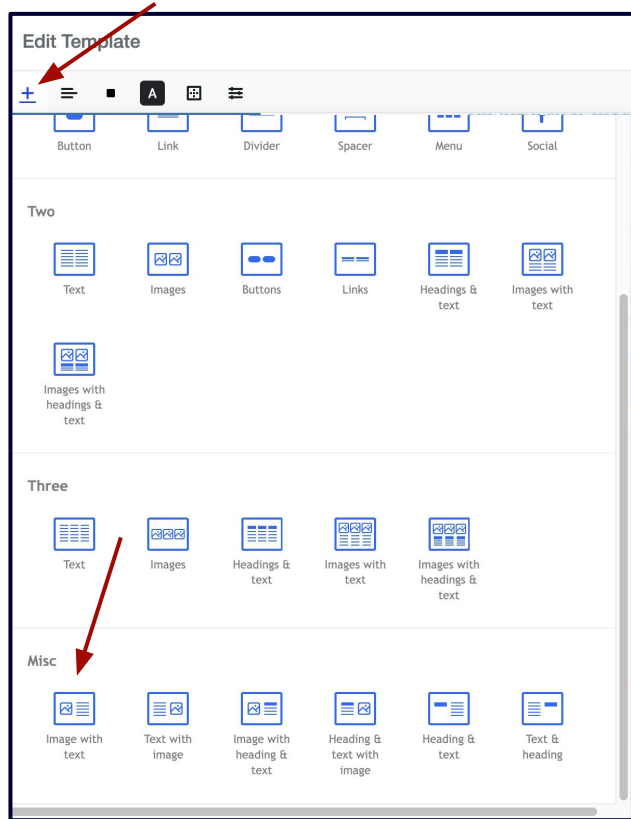 Edit Template
+
A
Button Link Divider Spacer Menu Social
Two
Text Images Buttons Links Headings & Images with
text text
Images with
headings &
text
Three
Text Images Headings & Images with Images with
text text headings &
text
Misc
Image with Text with Image with Heading & Heading & Text &
text image heading & text with text heading
text image